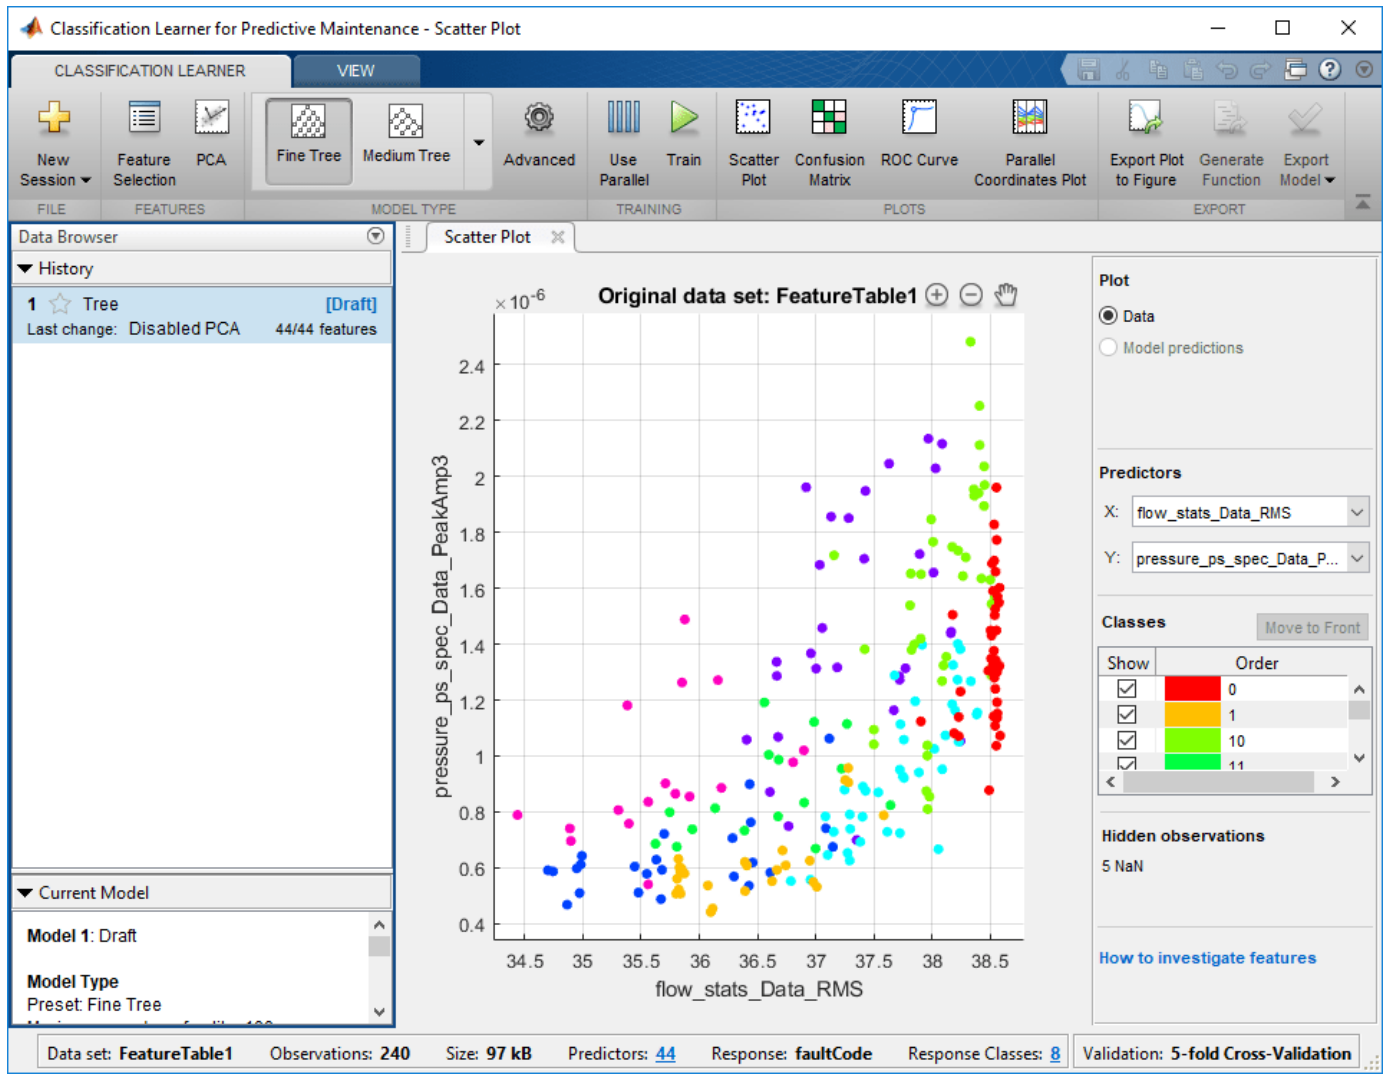 Classification Learner for Predictive Maintenance - Scatter Plot
CLASSIFICATION LEARNER
VIEW
New Session
Feature Selection
PCA
Fine Tree
Medium Tree
Advanced
Use Parallel
Train
Scatter Plot
Confusion Matrix
ROC Curve
Parallel Coordinates Plot
Export Plot to Figure
Generate Function
Export Model
FILE
FEATURES
MODEL TYPE
TRAINING
PLOTS
EXPORT
Data Browser
History
1 Tree [Draft]
Last change: Disabled PCA 44/44 features
Current Model
Model 1: Draft
Model Type
Preset: Fine Tree
Scatter Plot
×10-6
Original data set: FeatureTable1
2.4
2.2
2
1.8
1.6
1.4
1.2
1
0.8
0.6
0.4
pressure_ps_spec_Data_PeakAmp3
34.5 35 35.5 36 36.5 37 37.5 38 38.5
flow_stats_Data_RMS
Plot
Data
Model predictions
Predictors
X: flow_stats_Data_RMS
Y: pressure_ps_spec_Data_P...
Classes
Move to Front
Show Order
0
1
10
11
Hidden observations
5 NaN
How to investigate features
Data set: FeatureTable1 Observations: 240 Size: 97 kB Predictors: 44 Response: faultCode Response Classes: 8 Validation: 5-fold Cross-Validation